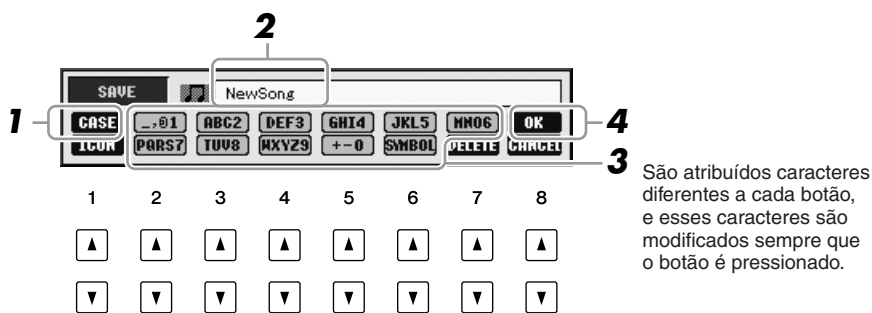 2
SAVE NewSong
1 CASE _,@1 ABC2 DEF3 GHI4 JKL5 MNO6 OK 4
ICON PQRS7 TUV8 WXYZ9 +-0 SYMBOL DELETE CANCEL
3
São atribuídos caracteres
diferentes a cada botão,
e esses caracteres são
modificados sempre que
o botão é pressionado.
1 2 3 4 5 6 7 8